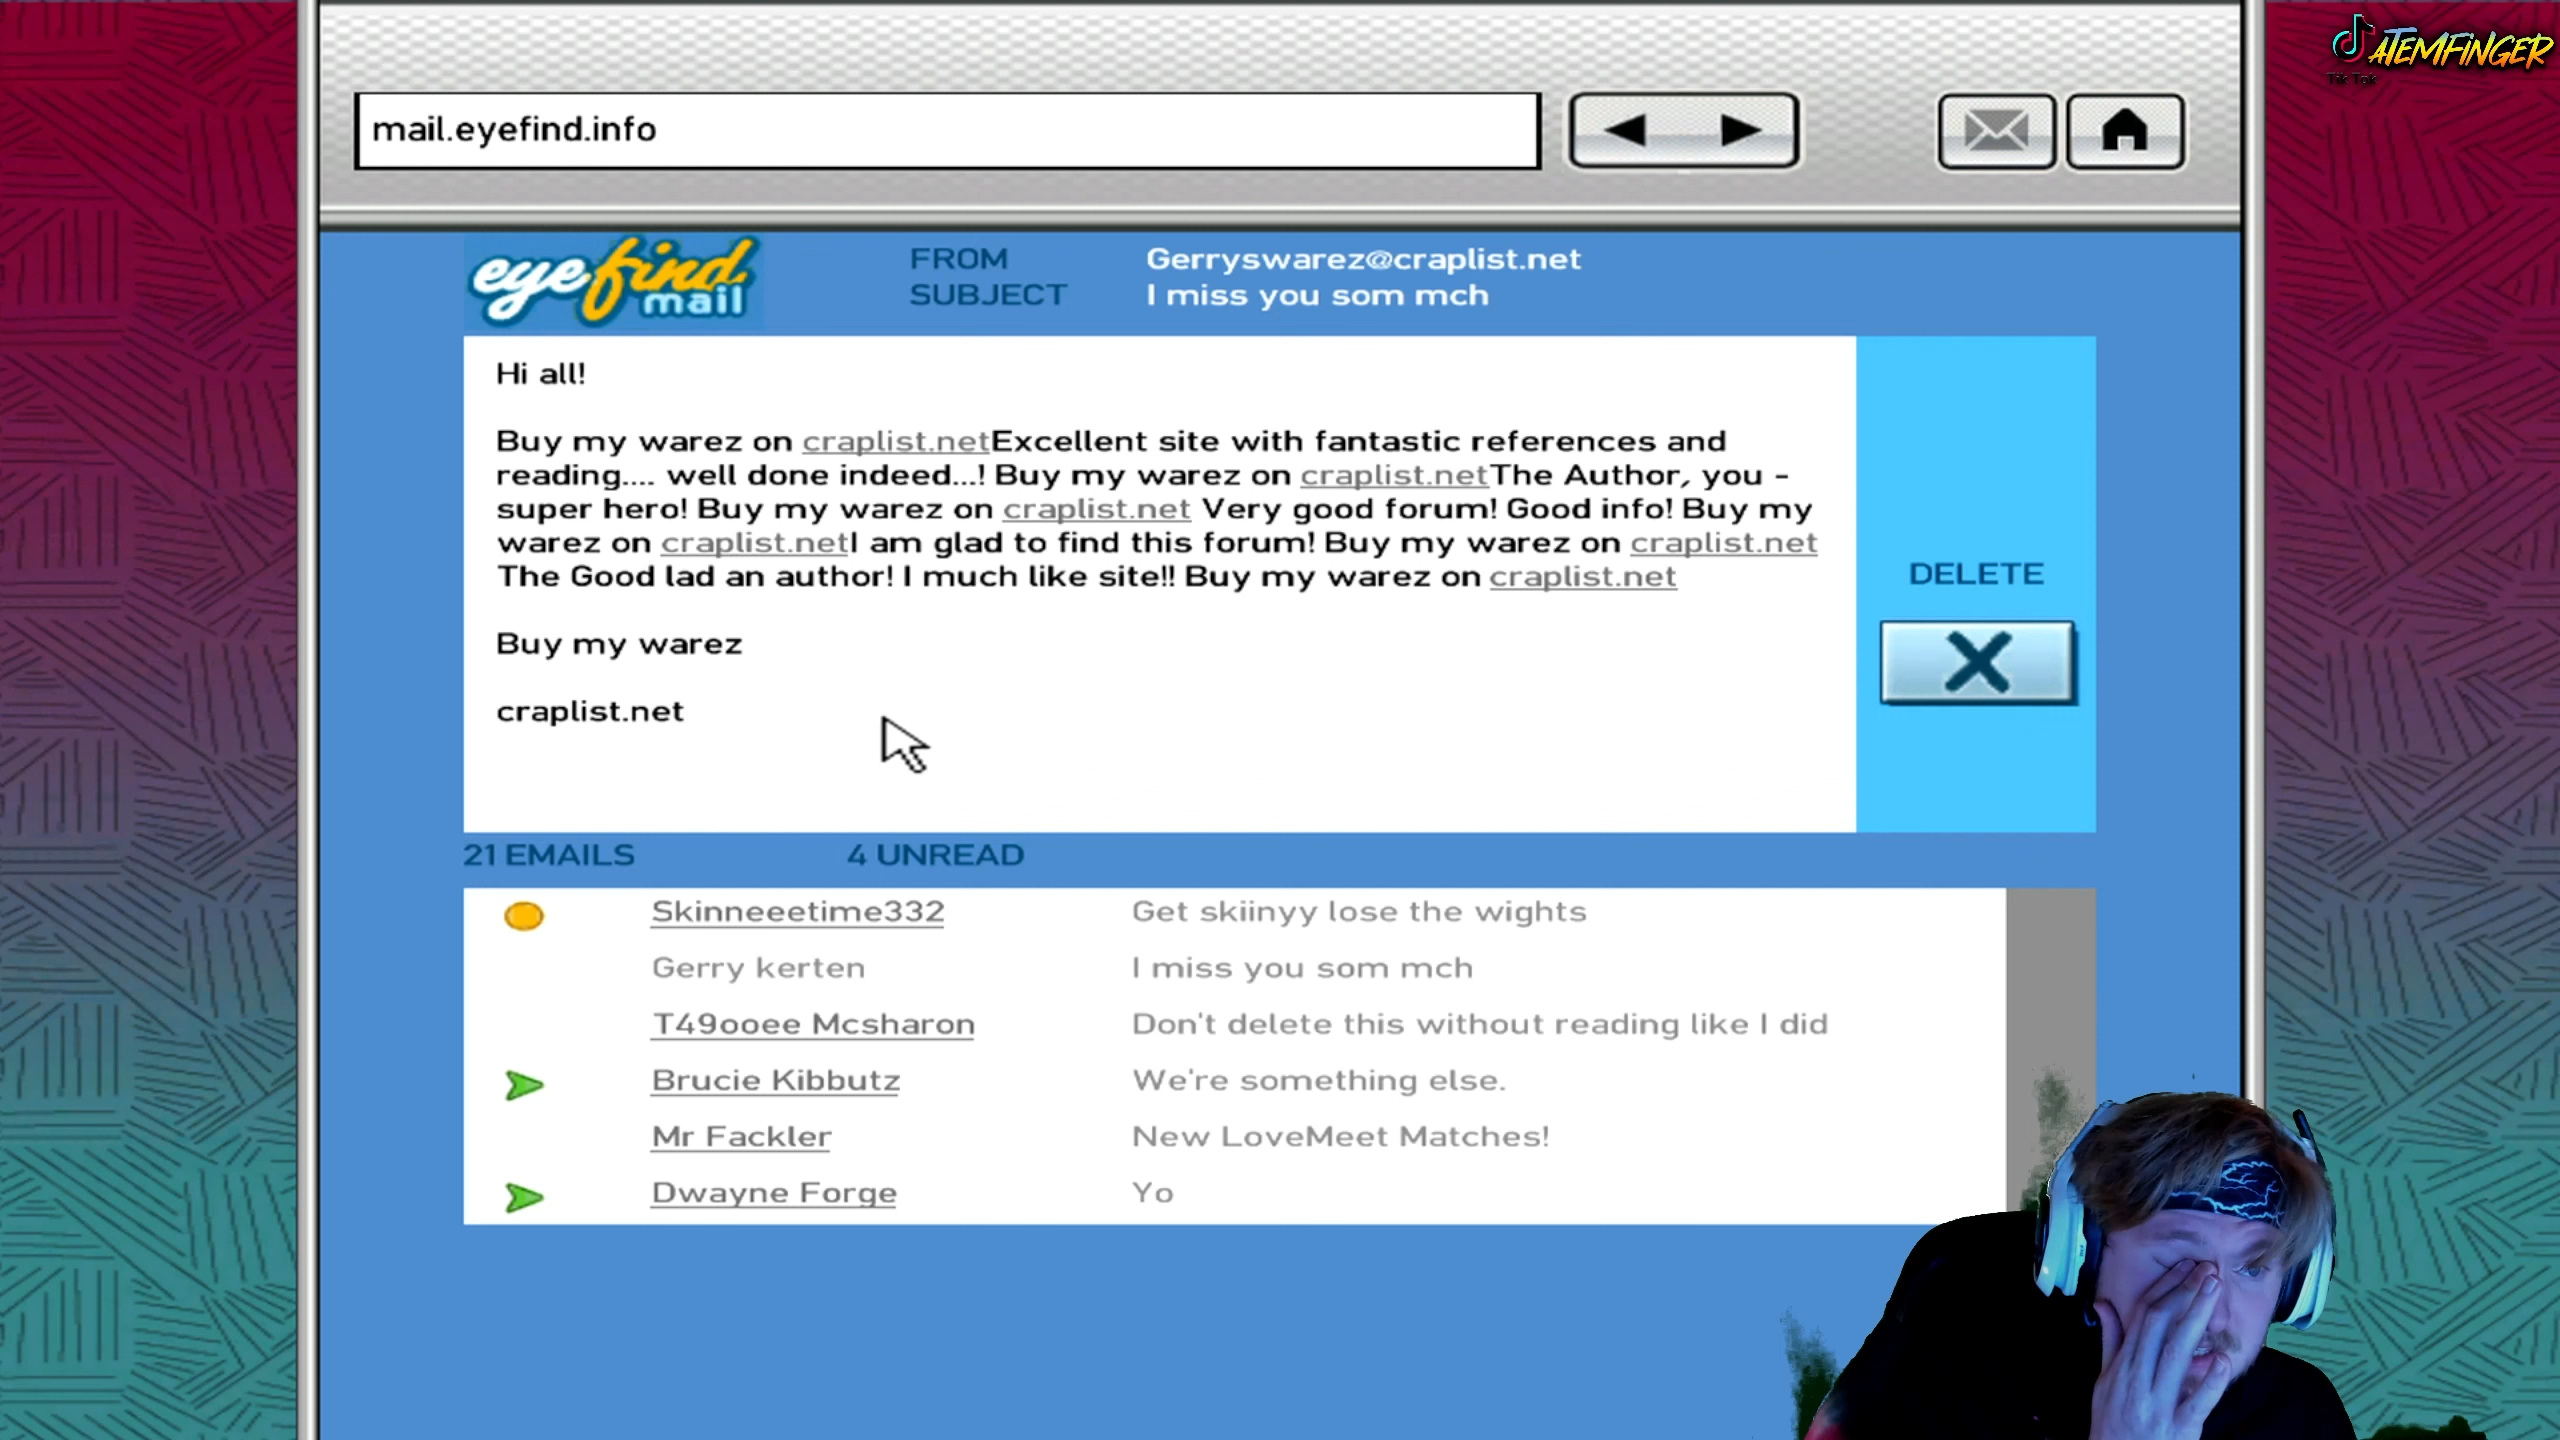 ATEMFINGER
Tik Tok
mail.eyefind.info
eyefind mail
FROM Gerryswarez@craplist.net
SUBJECT I miss you som mch
Hi all!
Buy my warez on craplist.netExcellent site with fantastic references and
reading.... well done indeed...! Buy my warez on craplist.netThe Author, you -
super hero! Buy my warez on craplist.net Very good forum! Good info! Buy my
warez on craplist.netI am glad to find this forum! Buy my warez on craplist.net
The Good lad an author! I much like site!! Buy my warez on craplist.net
Buy my warez
craplist.net
DELETE
21 EMAILS 4 UNREAD
Skinneeetime332 Get skiinyy lose the wights
Gerry kerten I miss you som mch
T49ooee Mcsharon Don't delete this without reading like I did
Brucie Kibbutz We're something else.
Mr Fackler New LoveMeet Matches!
Dwayne Forge Yo